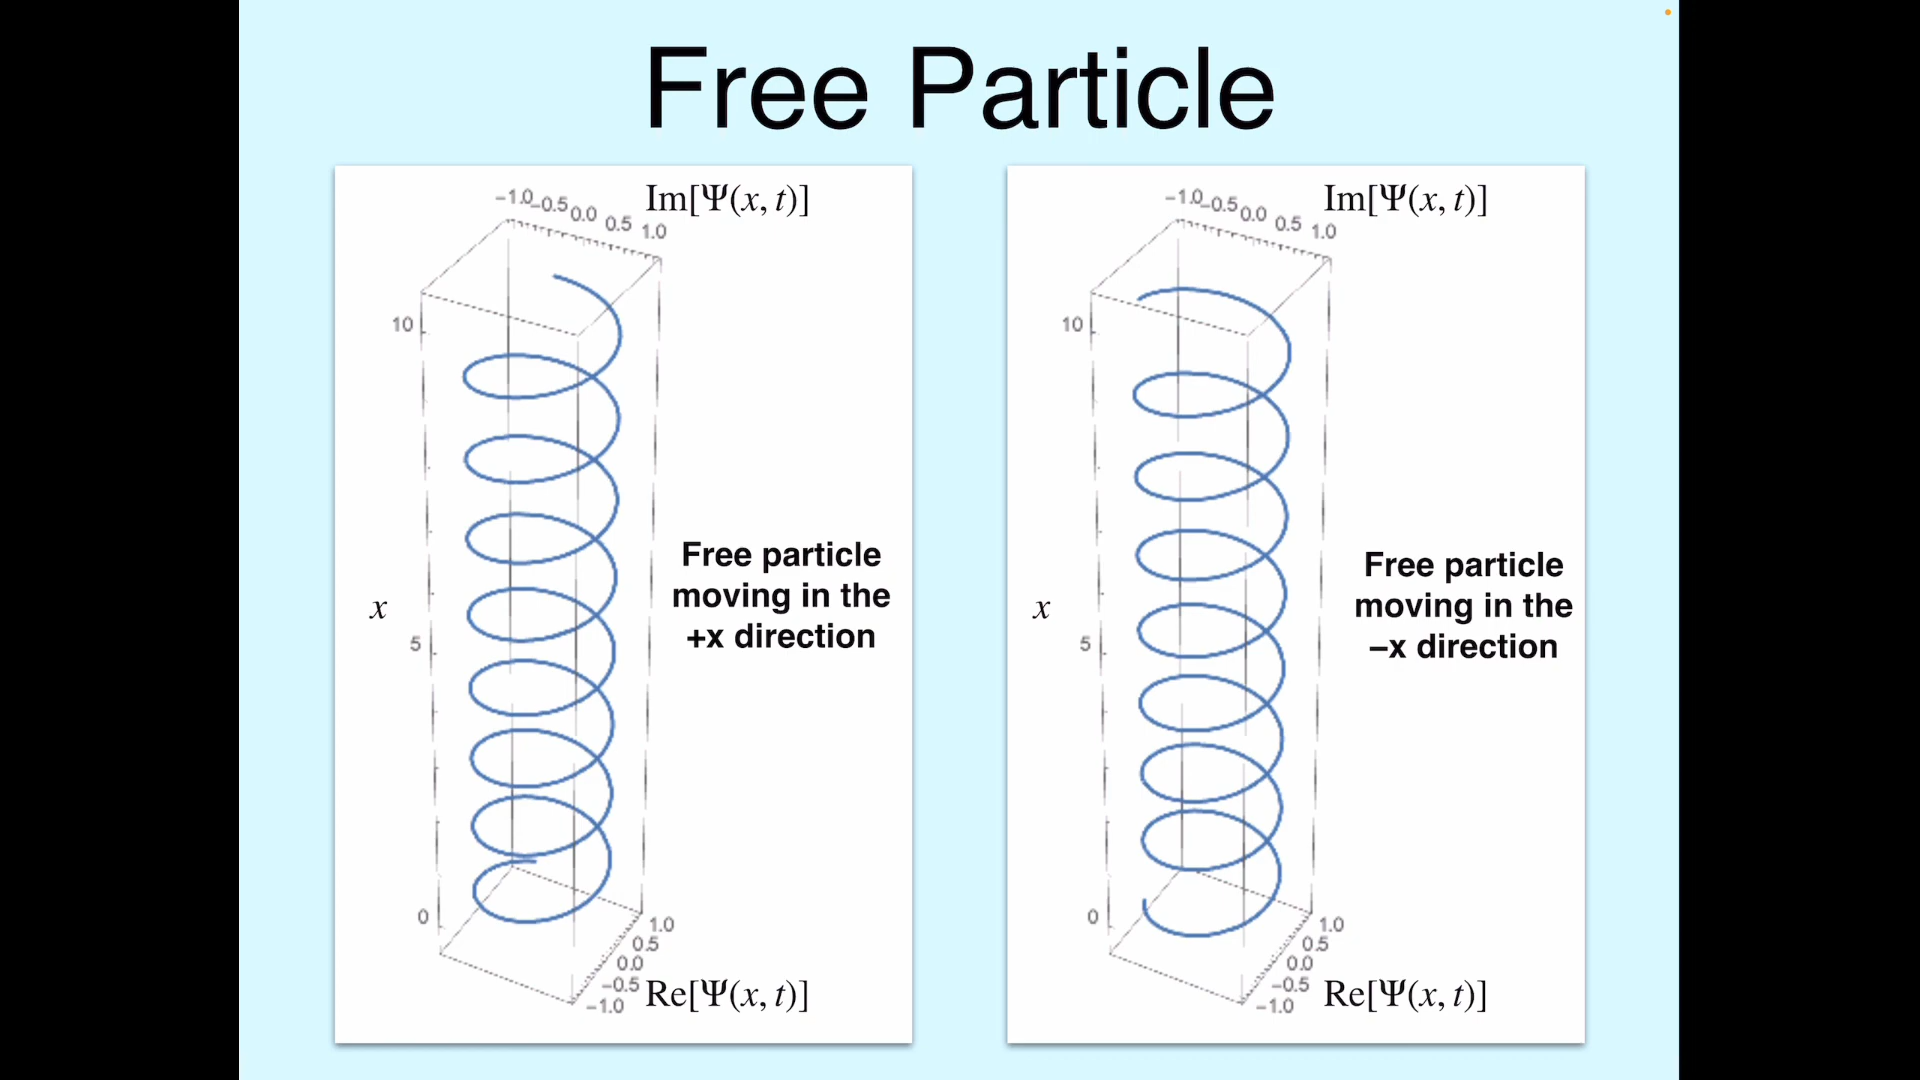 Free Particle
−1.0 −0.5 0.0 0.5 1.0
Im[Ψ(x, t)]
10
x
5
0
Free particle
moving in the
+x direction
1.0
0.5
0.0
−0.5
−1.0
Re[Ψ(x, t)]
−1.0 −0.5 0.0 0.5 1.0
Im[Ψ(x, t)]
10
x
5
0
Free particle
moving in the
–x direction
1.0
0.5
0.0
−0.5
−1.0
Re[Ψ(x, t)]